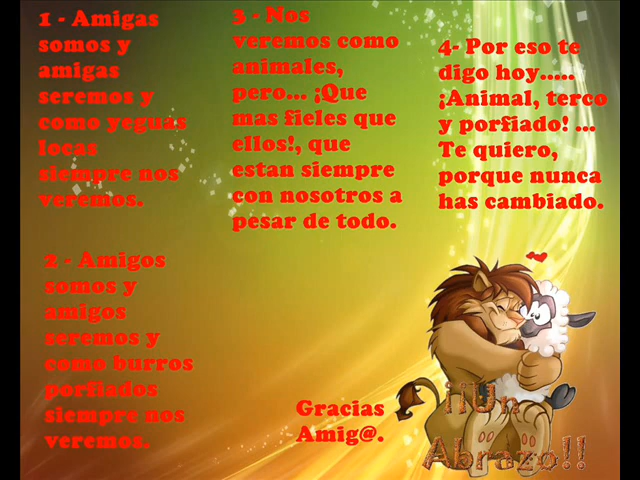 1 - Amigas
somos y
amigas
seremos y
como yeguas
locas
siempre nos
veremos.
2 - Amigos
somos y
amigos
seremos y
como burros
porfiados
siempre nos
veremos.
3 - Nos
veremos como
animales,
pero... ¡Que
mas fieles que
ellos!, que
estan siempre
con nosotros a
pesar de todo.
4- Por eso te
digo hoy.....
¡Animal, terco
y porfiado! ...
Te quiero,
porque nunca
has cambiado.
Gracias
Amig@.
¡¡Un
Abrazo!!